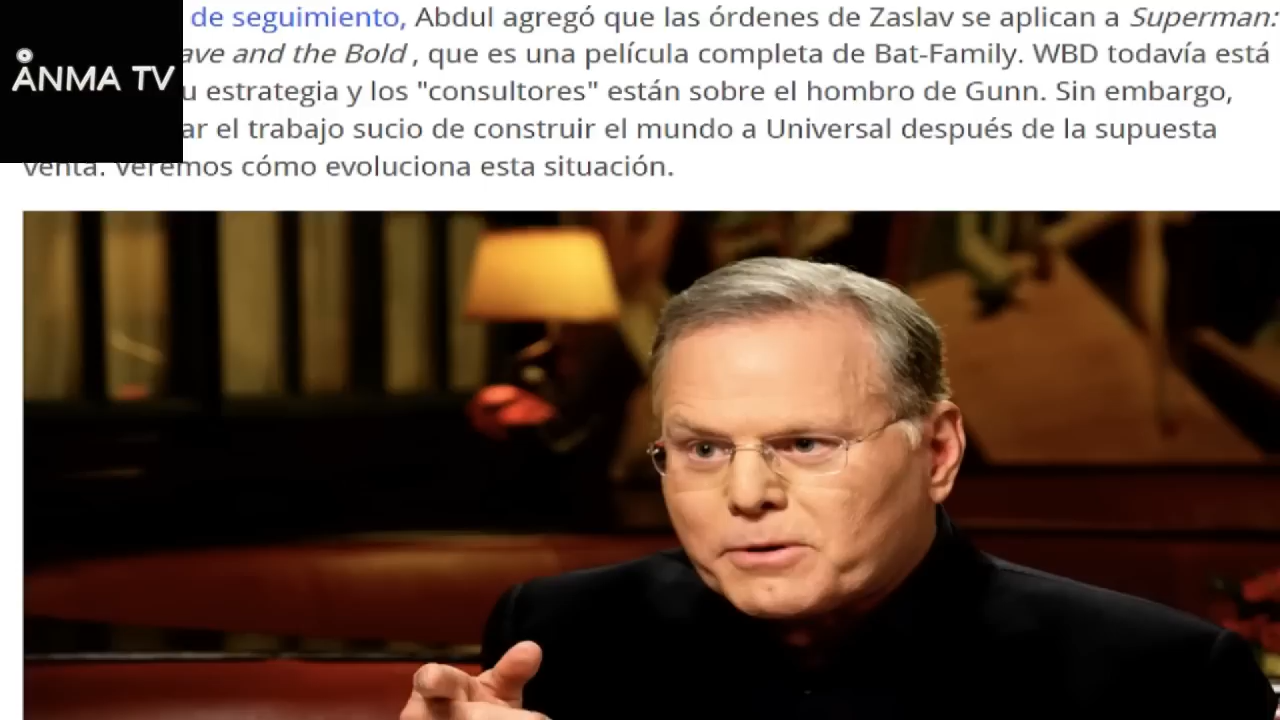 de seguimiento, Abdul agregó que las órdenes de Zaslav se aplican a Superman:
ANMA TV
ave and the Bold, que es una película completa de Bat-Family. WBD todavía está
u estrategia y los "consultores" están sobre el hombro de Gunn. Sin embargo,
ar el trabajo sucio de construir el mundo a Universal después de la supuesta
venta. Veremos cómo evoluciona esta situación.